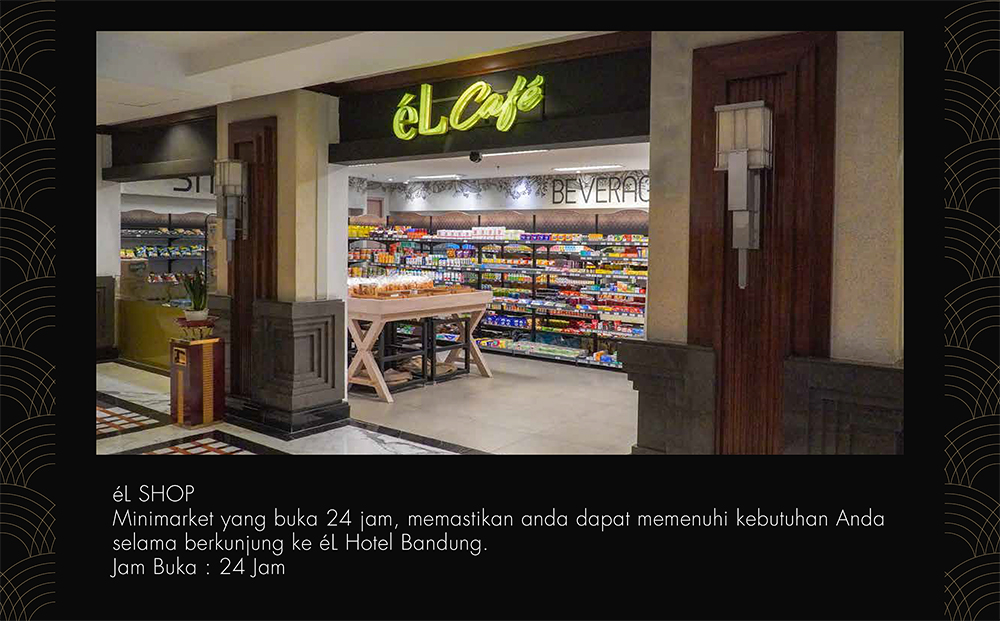 éL Café
BEVERAG
éL SHOP
Minimarket yang buka 24 jam, memastikan anda dapat memenuhi kebutuhan Anda
selama berkunjung ke éL Hotel Bandung.
Jam Buka : 24 Jam